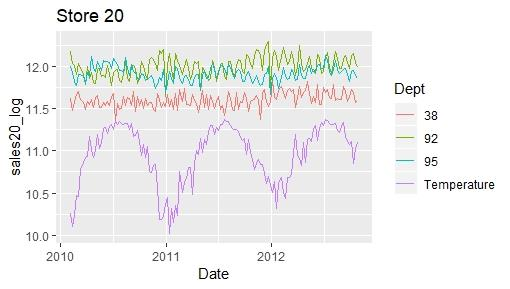 Store 20
12.0
11.5
11.0
10.5
10.0
sales20_log
2010
2011
2012
Date
Dept
38
92
95
Temperature